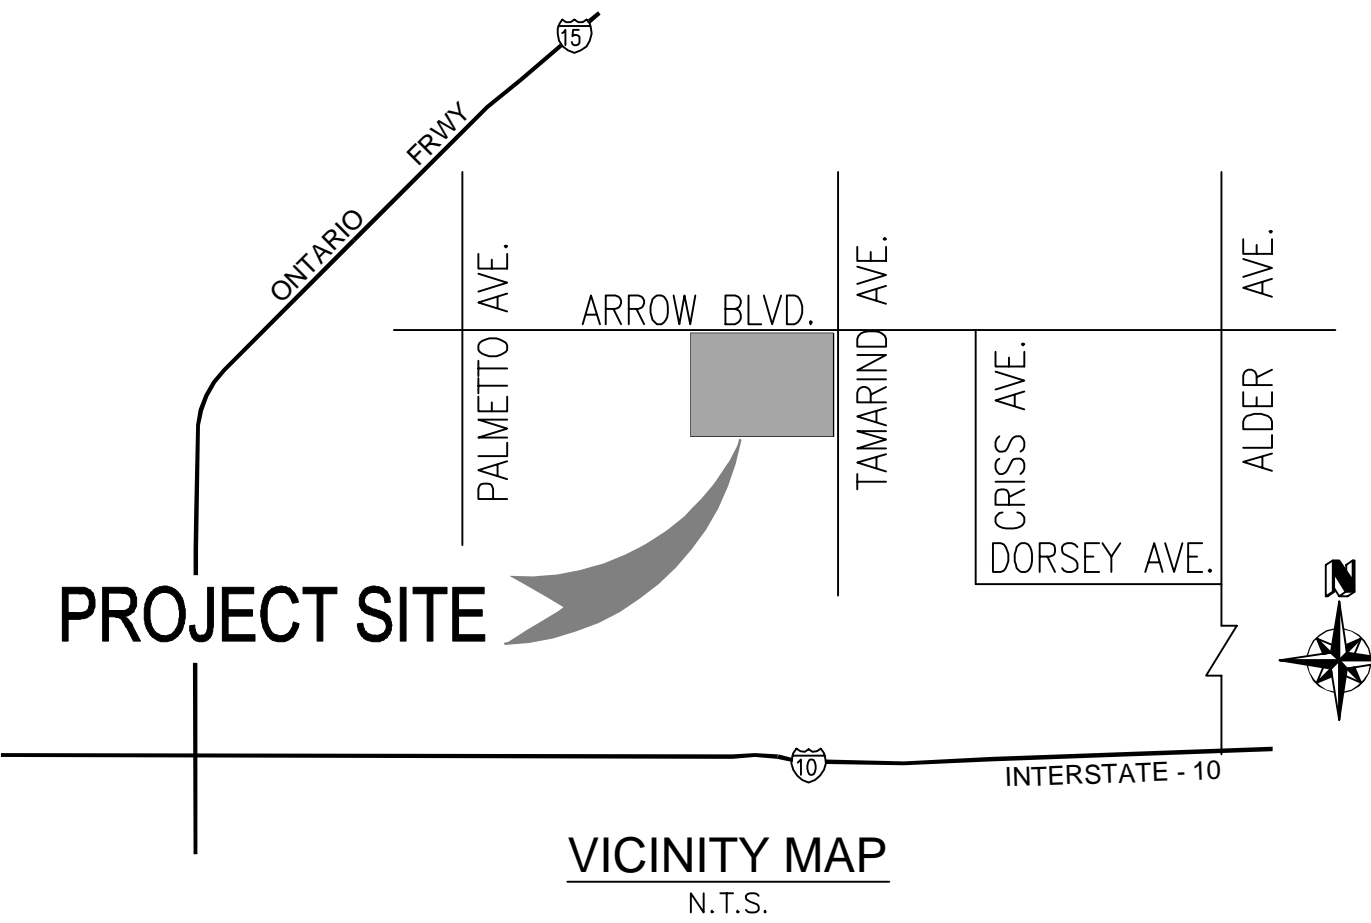 15
ONTARIO FRWY
PALMETTO AVE.
ARROW BLVD.
TAMARIND AVE.
CRISS AVE.
ALDER AVE.
DORSEY AVE.
N
PROJECT SITE
10
INTERSTATE - 10
VICINITY MAP
N.T.S.